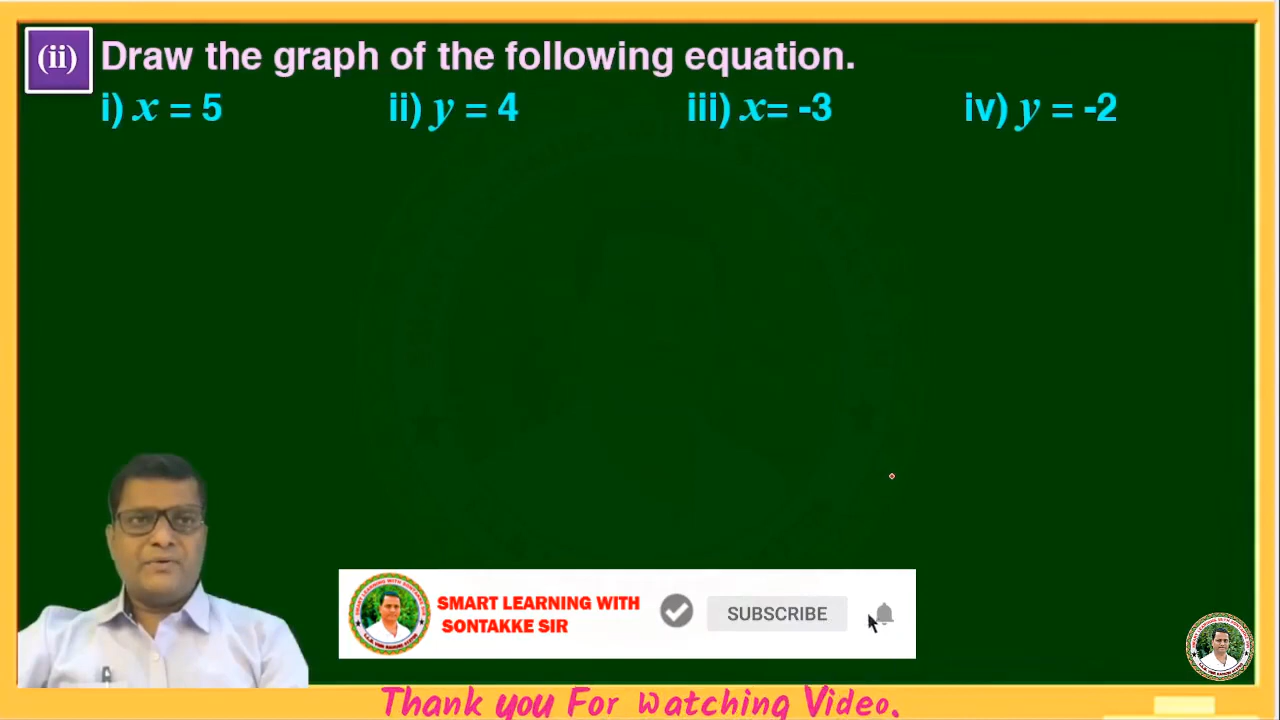 (ii) Draw the graph of the following equation.
i) x = 5 ii) y = 4 iii) x= -3 iv) y = -2
SMART LEARNING WITH
SONTAKKE SIR
SUBSCRIBE
Thank you For Watching Video.